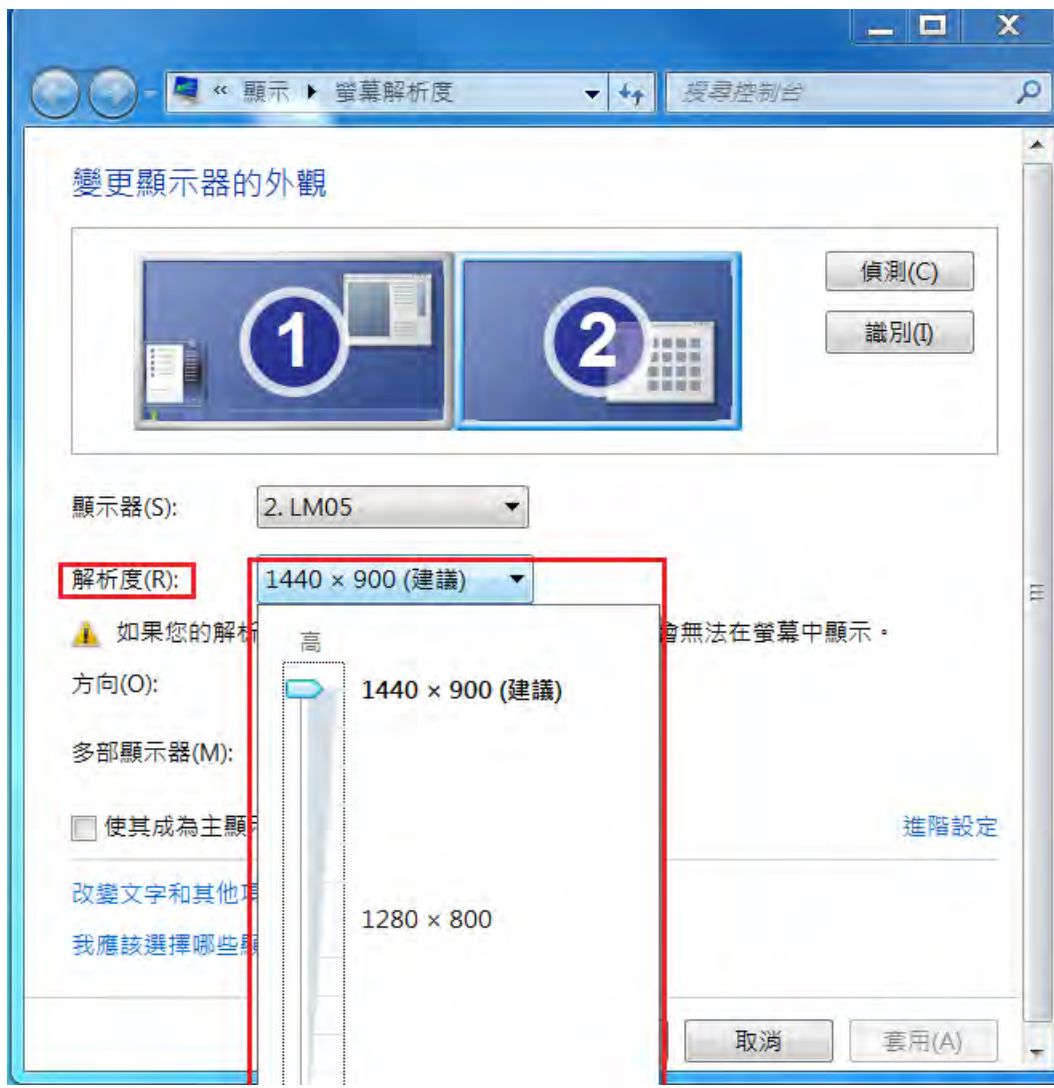 « 顯示 ▸ 螢幕解析度
搜尋控制台
變更顯示器的外觀
1
2
偵測(C)
識別(I)
顯示器(S):
2. LM05
解析度(R):
1440 × 900 (建議)
如果您的解析
會無法在螢幕中顯示。
高
方向(O):
1440 × 900 (建議)
多部顯示器(M):
使其成為主顯
進階設定
改變文字和其他
1280 × 800
我應該選擇哪些
取消
套用(A)